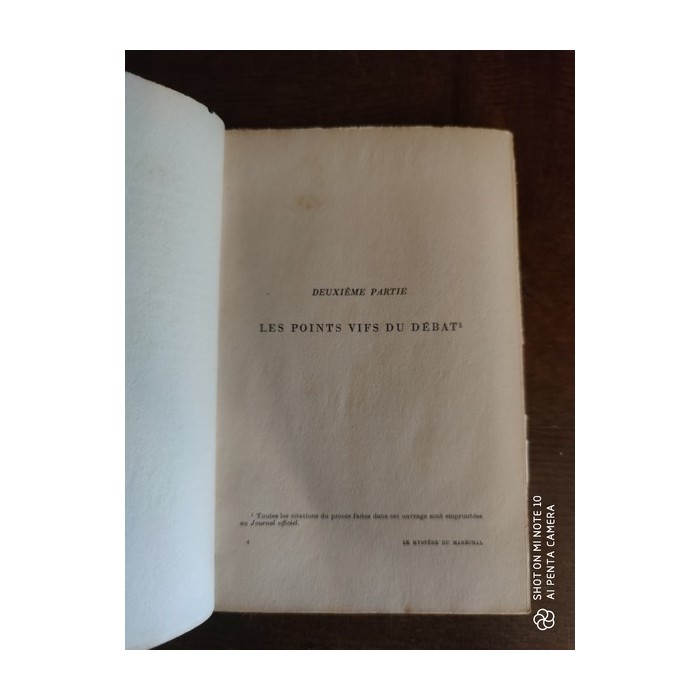 DEUXIÈME PARTIE
LES POINTS VIFS DU DÉBAT¹
¹ Toutes les citations du procès faites dans cet ouvrage sont empruntées
au Journal officiel.
4 LE MYSTÈRE DU MARÉCHAL
SHOT ON MI NOTE 10
AI PENTA CAMERA